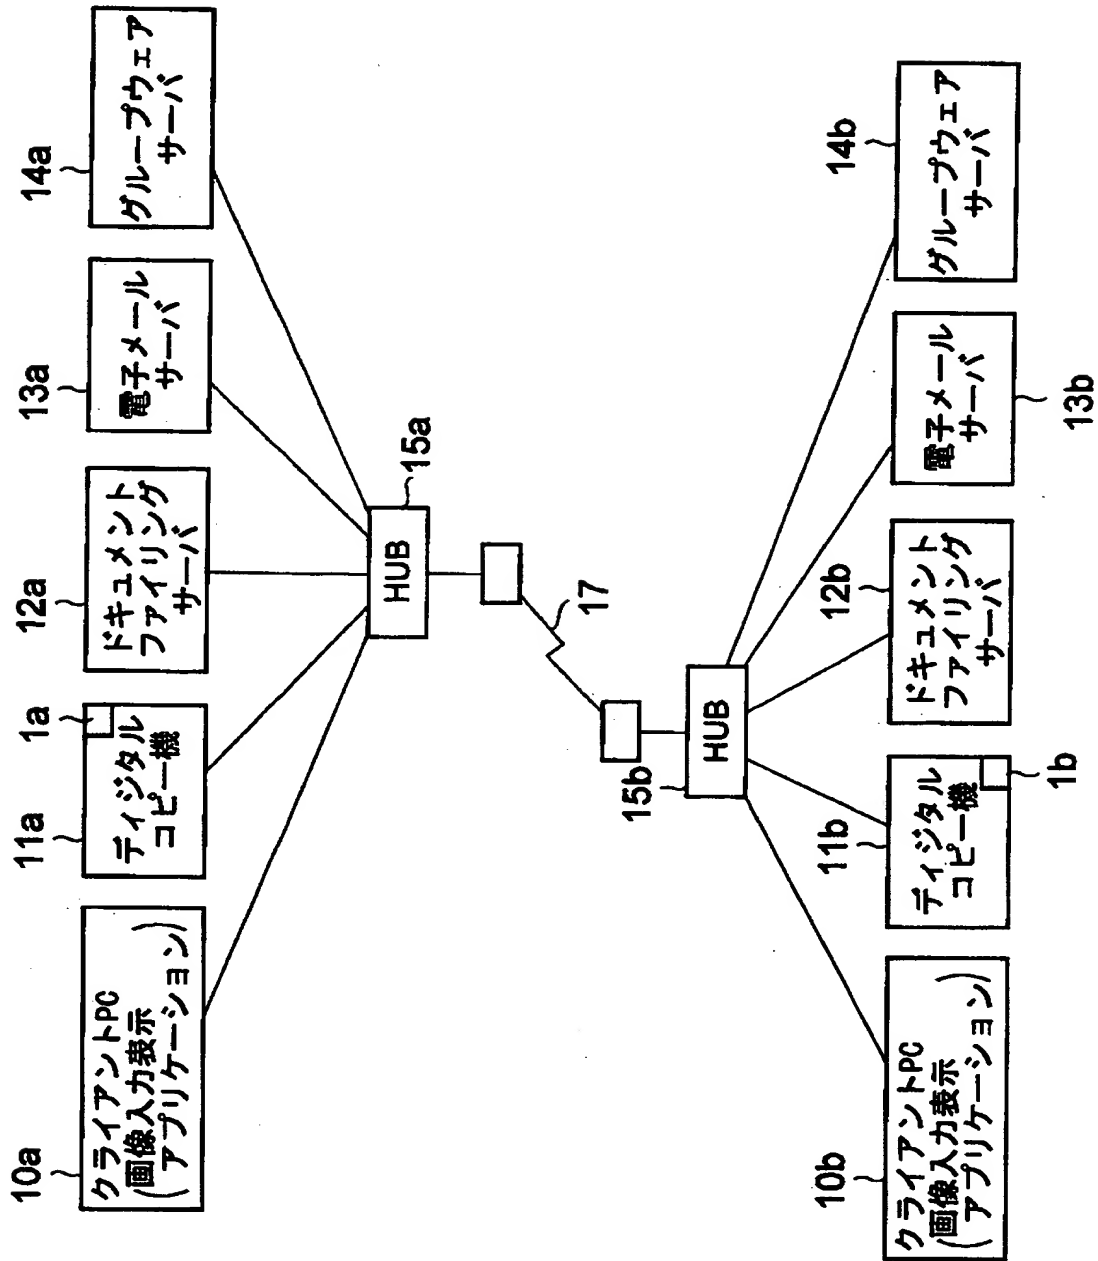 10a
クライアントPC
(画像入力表示
アプリケーション)
11a
1a
ディジタル
コピー機
12a
ドキュメント
ファイリング
サーバ
13a
電子メール
サーバ
14a
グループウェア
サーバ
HUB
15a
17
15b
HUB
10b
クライアントPC
(画像入力表示
アプリケーション)
11b
ディジタル
コピー機
1b
12b
ドキュメント
ファイリング
サーバ
電子メール
サーバ
13b
14b
グループウェア
サーバ